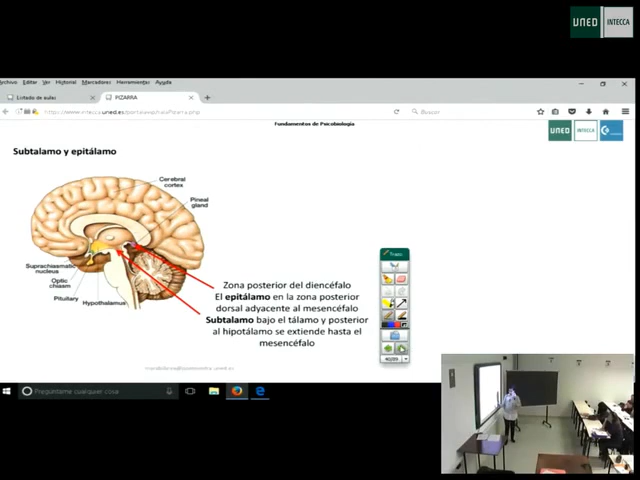 UNED INTECCA
Archivo Editar Ver Historial Marcadores Herramientas Ayuda
Listado de aulas
PIZARRA
Buscar
Fundamentos de Psicobiología
UNED INTECCA
Subtalamo y epitálamo
Cerebral
cortex
Pineal
gland
Suprachiasmatic
nucleus
Optic
chiasm
Pituitary
Hypothalamus
Zona posterior del diencéfalo
El epitálamo en la zona posterior
dorsal adyacente al mesencéfalo
Subtalamo bajo el tálamo y posterior
al hipotálamo se extiende hasta el
mesencéfalo
Trazo
40/89
Pregúntame cualquier cosa